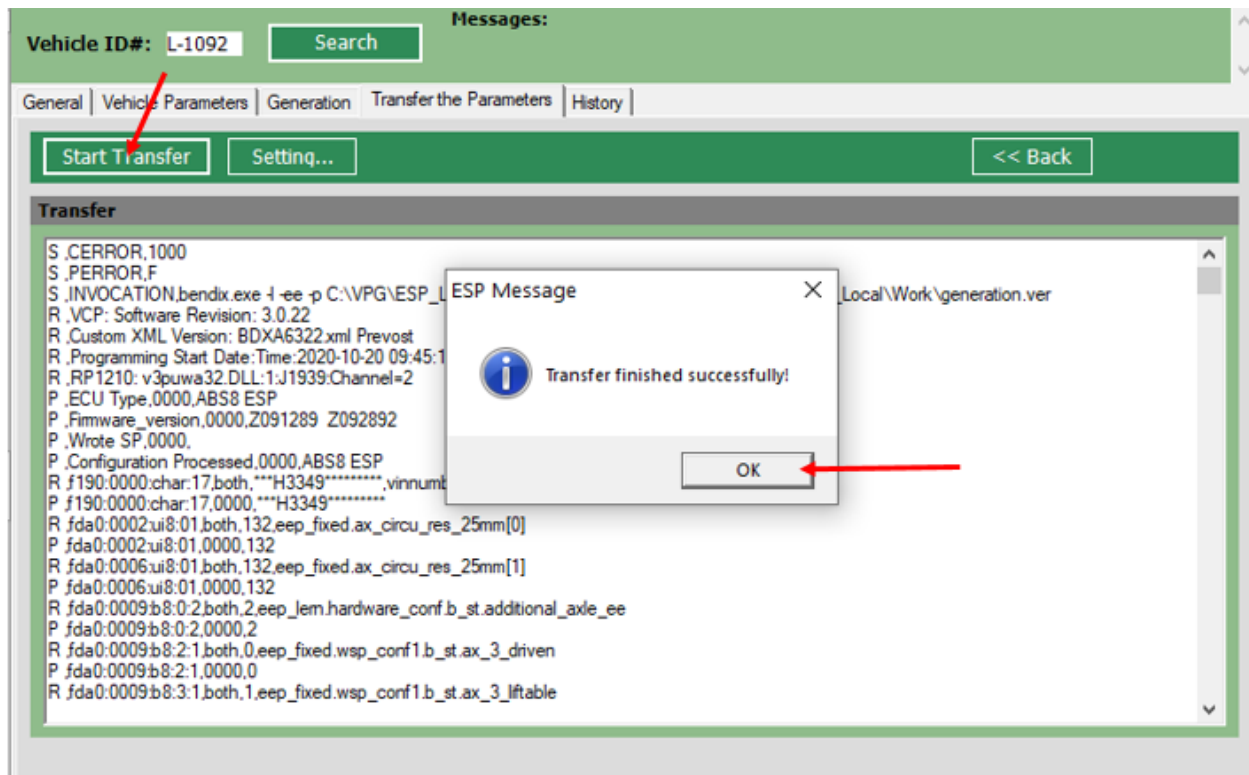 Messages:
Vehicle ID#: L-1092 Search
General Vehicle Parameters Generation Transfer the Parameters History
Start Transfer Setting... << Back
Transfer
S ,CERROR,1000
S ,PERROR,F
S ,INVOCATION,bendix.exe -l -ee -p C:\VPG\ESP_L _Local\Work\generation.ver
R ,VCP: Software Revision: 3.0.22
R ,Custom XML Version: BDXA6322.xml Prevost
R ,Programming Start Date:Time:2020-10-20 09:45:1
R ,RP1210: v3puwa32.DLL:1:J1939:Channel=2
P ,ECU Type,0000,ABS8 ESP
P ,Firmware_version,0000,Z091289 Z092892
P ,Wrote SP,0000,
P ,Configuration Processed,0000,ABS8 ESP
R ,f190:0000:char:17,both,***H3349*********,vinnumb
P ,f190:0000:char:17,0000,***H3349*********
R ,fda0:0002:ui8:01,both,132,eep_fixed.ax_circu_res_25mm[0]
P ,fda0:0002:ui8:01,0000,132
R ,fda0:0006:ui8:01,both,132,eep_fixed.ax_circu_res_25mm[1]
P ,fda0:0006:ui8:01,0000,132
R ,fda0:0009:b8:0:2,both,2,eep_lern.hardware_conf.b_st.additional_axle_ee
P ,fda0:0009:b8:0:2,0000,2
R ,fda0:0009:b8:2:1,both,0,eep_fixed.wsp_conf1.b_st.ax_3_driven
P ,fda0:0009:b8:2:1,0000,0
R ,fda0:0009:b8:3:1,both,1,eep_fixed.wsp_conf1.b_st.ax_3_liftable
ESP Message
Transfer finished successfully!
OK